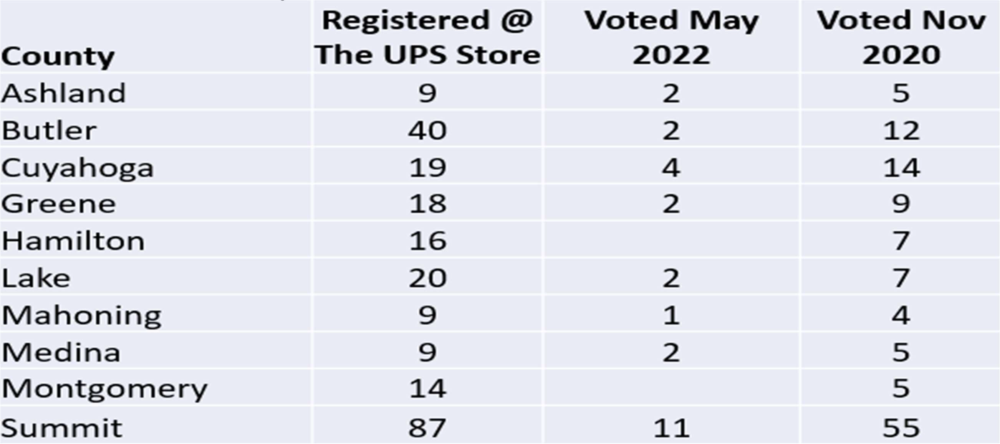 County Registered @ The UPS Store Voted May 2022 Voted Nov 2020
Ashland 9 2 5
Butler 40 2 12
Cuyahoga 19 4 14
Greene 18 2 9
Hamilton 16 7
Lake 20 2 7
Mahoning 9 1 4
Medina 9 2 5
Montgomery 14 5
Summit 87 11 55